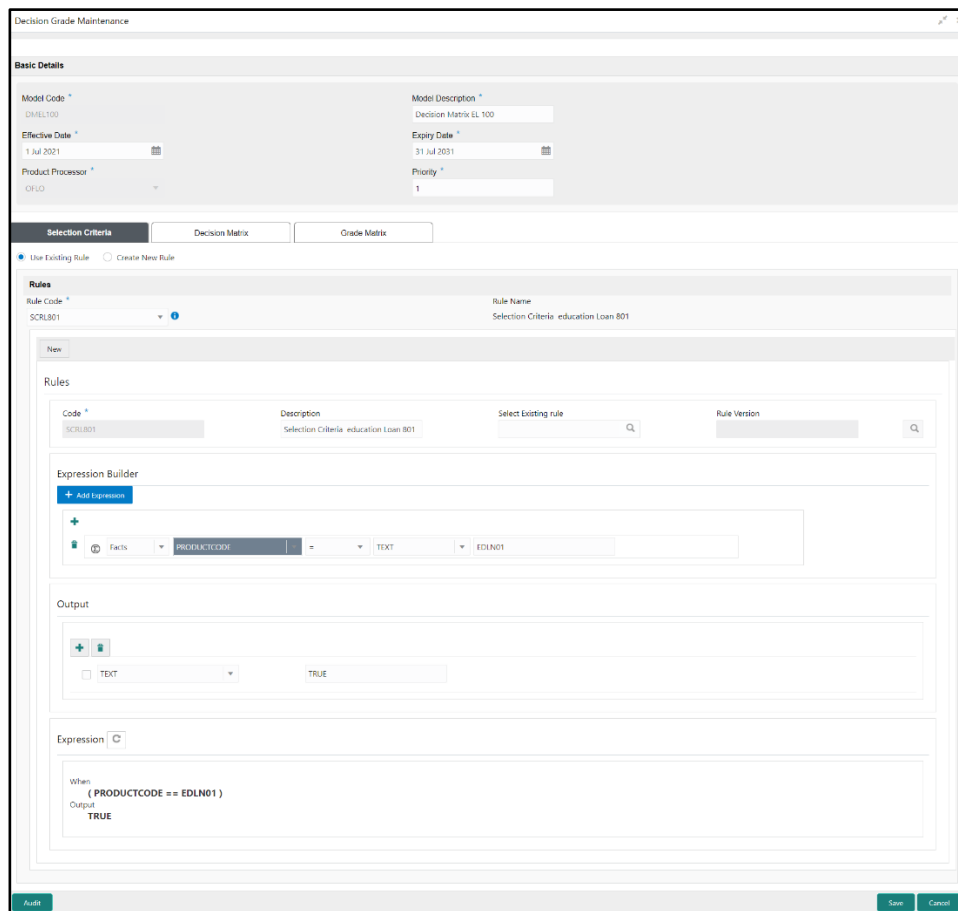 Decision Grade Maintenance
Basic Details
Model Code *
DMEL100
Model Description *
Decision Matrix EL 100
Effective Date *
1 Jul 2021
Expiry Date *
31 Jul 2031
Product Processor *
OFLO
Priority *
1
Selection Criteria Decision Matrix Grade Matrix
Use Existing Rule Create New Rule
Rules
Rule Code * Rule Name
SCRL801 Selection Criteria education Loan 801
New
Rules
Code * Description Select Existing rule Rule Version
SCRL801 Selection Criteria education Loan 801
Expression Builder
+ Add Expression
+
Facts PRODUCTCODE = TEXT EDLN01
Output
+
TEXT TRUE
Expression
When
( PRODUCTCODE == EDLN01 )
Output
TRUE
Audit Save Cancel